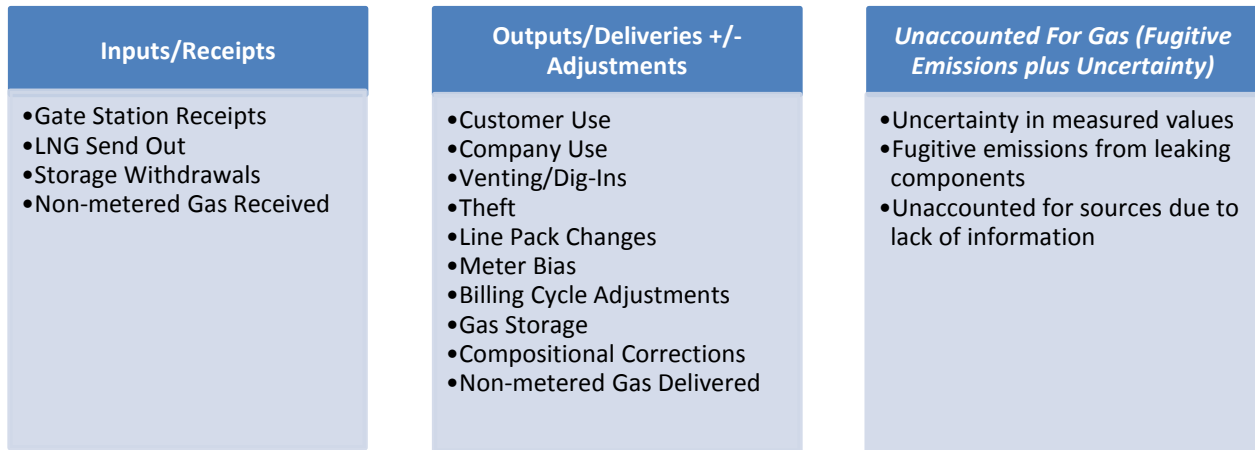 Inputs/Receipts
•Gate Station Receipts
•LNG Send Out
•Storage Withdrawals
•Non-metered Gas Received
Outputs/Deliveries +/-
Adjustments
•Customer Use
•Company Use
•Venting/Dig-Ins
•Theft
•Line Pack Changes
•Meter Bias
•Billing Cycle Adjustments
•Gas Storage
•Compositional Corrections
•Non-metered Gas Delivered
Unaccounted For Gas (Fugitive
Emissions plus Uncertainty)
•Uncertainty in measured values
•Fugitive emissions from leaking
components
•Unaccounted for sources due to
lack of information